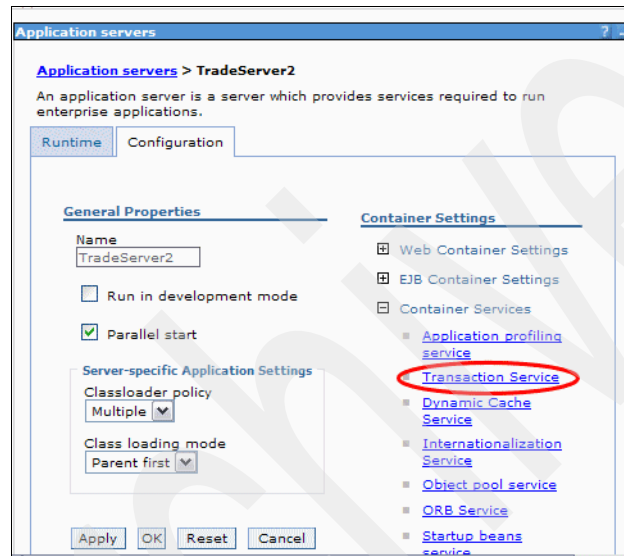 Application servers
?
Application servers > TradeServer2
An application server is a server which provides services required to run
enterprise applications.
Runtime
Configuration
General Properties
Name
TradeServer2
Run in development mode
Parallel start
Server-specific Application Settings
Classloader policy
Multiple
Class loading mode
Parent first
Apply
OK
Reset
Cancel
Container Settings
Web Container Settings
EJB Container Settings
Container Services
Application profiling
service
Transaction Service
Dynamic Cache
Service
Internationalization
Service
Object pool service
ORB Service
Startup beans
service